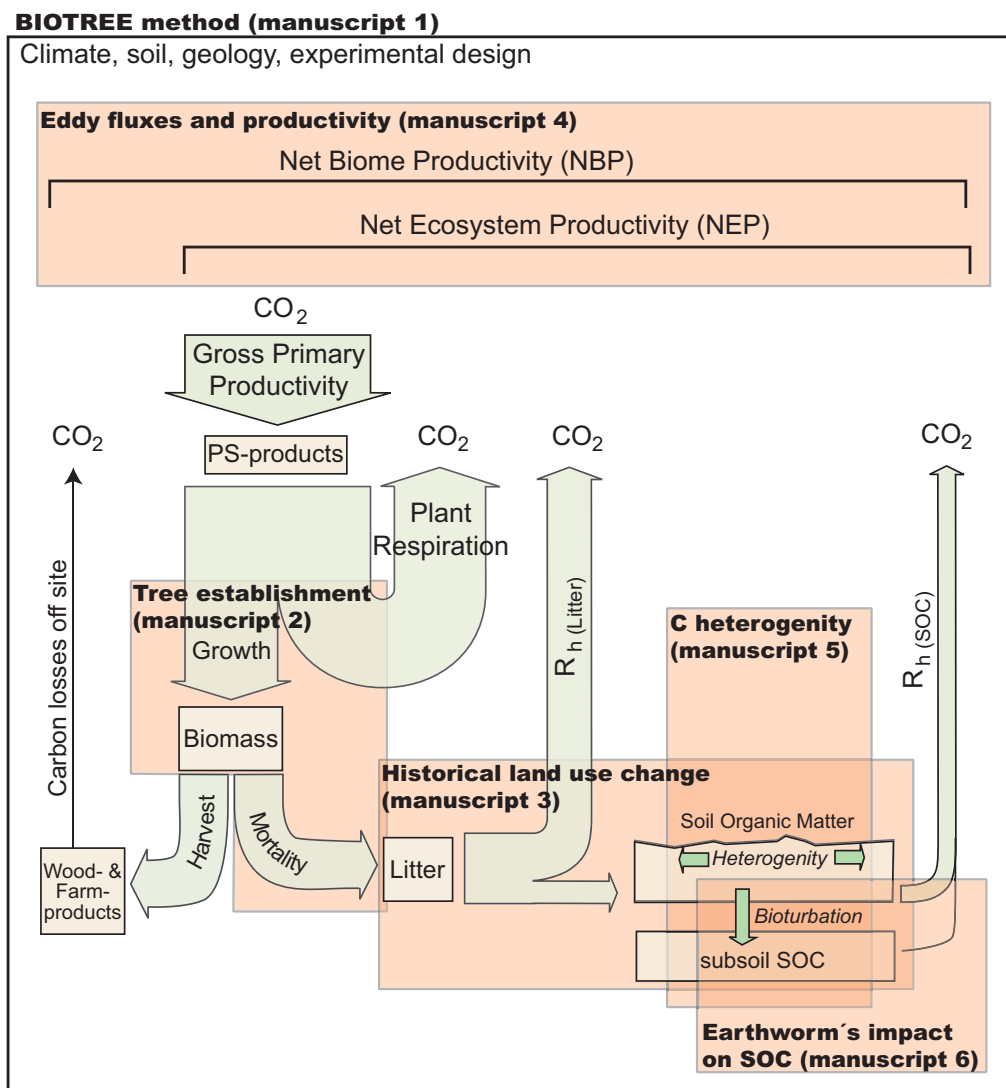 BIOTREE method (manuscript 1)
Climate, soil, geology, experimental design
Eddy fluxes and productivity (manuscript 4)
Net Biome Productivity (NBP)
Net Ecosystem Productivity (NEP)
CO2
Gross Primary
Productivity
PS-products
CO2
CO2
CO2
CO2
Plant
Respiration
Carbon losses off site
Tree establishment
(manuscript 2)
Growth
Rh (Litter)
C heterogenity
(manuscript 5)
Rh (SOC)
Biomass
Historical land use change
(manuscript 3)
Harvest
Mortality
Litter
Soil Organic Matter
Heterogenity
Wood- &
Farm-
products
Bioturbation
subsoil SOC
Earthworm´s impact
on SOC (manuscript 6)